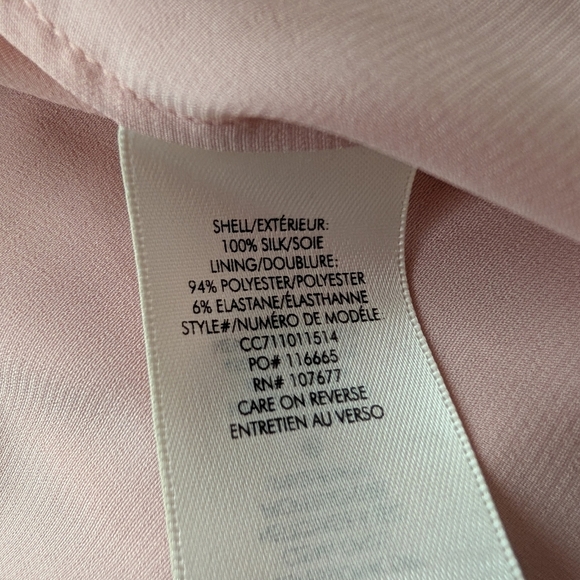 SHELL/EXTÉRIEUR:
100% SILK/SOIE
LINING/DOUBLURE:
94% POLYESTER/POLYESTER
6% ELASTANE/ÉLASTHANNE
STYLE#/NUMÉRO DE MODÉLE:
CC711011514
PO# 116665
RN# 107677
CARE ON REVERSE
ENTRETIEN AU VERSO